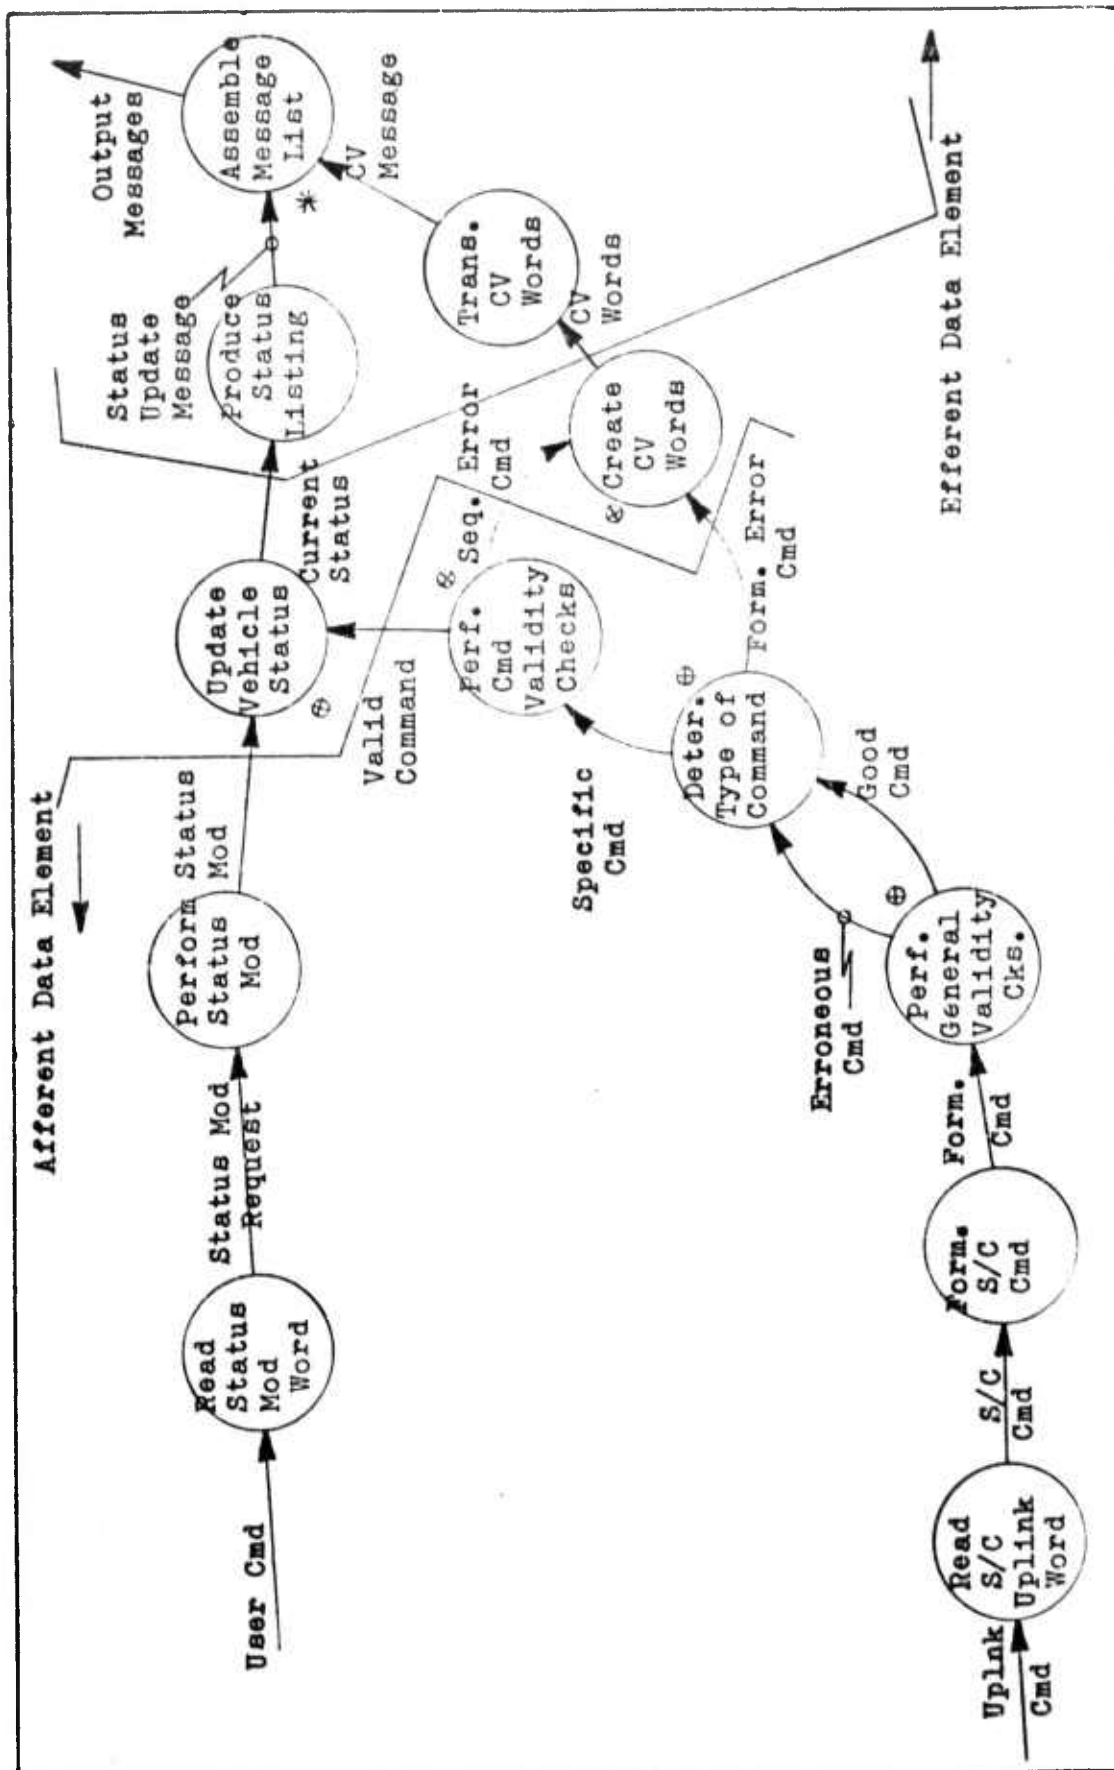 Afferent Data Element
User Cmd
Read
Status
Mod
Word
Status Mod
Request
Perform Status
Status Mod
Mod
Mod
Update
Vehicle
Status
Current
Status
Produce
Status
Listing
Status
Update
Message
Assemble
Message
List
Output
Messages
*
CV
Message
Trans.
CV
Words
CV
Words
Create
CV
Words
⊗
Seq. Error
Cmd
⊗
Form. Error
Cmd
Perf.
Cmd
Validity
Checks
Valid
Command
⊕
Deter.
Type of
Command
⊕
Specific
Cmd
Good
Cmd
Erroneous
Cmd
⊕
Perf.
General
Validity
Cks.
Form.
Cmd
Form.
S/C
Cmd
S/C
Cmd
Read
S/C
Uplink
Word
Uplnk
Cmd
Efferent Data Element